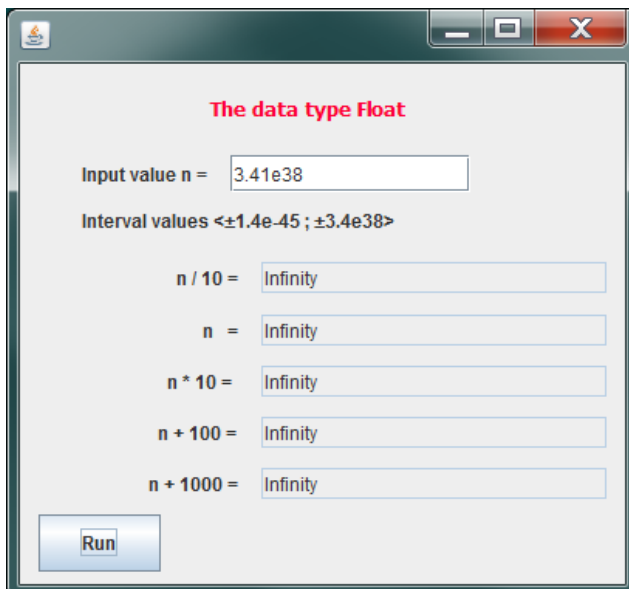 The data type Float
Input value n = 3.41e38
Interval values <±1.4e-45 ; ±3.4e38>
n / 10 = Infinity
n = Infinity
n * 10 = Infinity
n + 100 = Infinity
n + 1000 = Infinity
Run